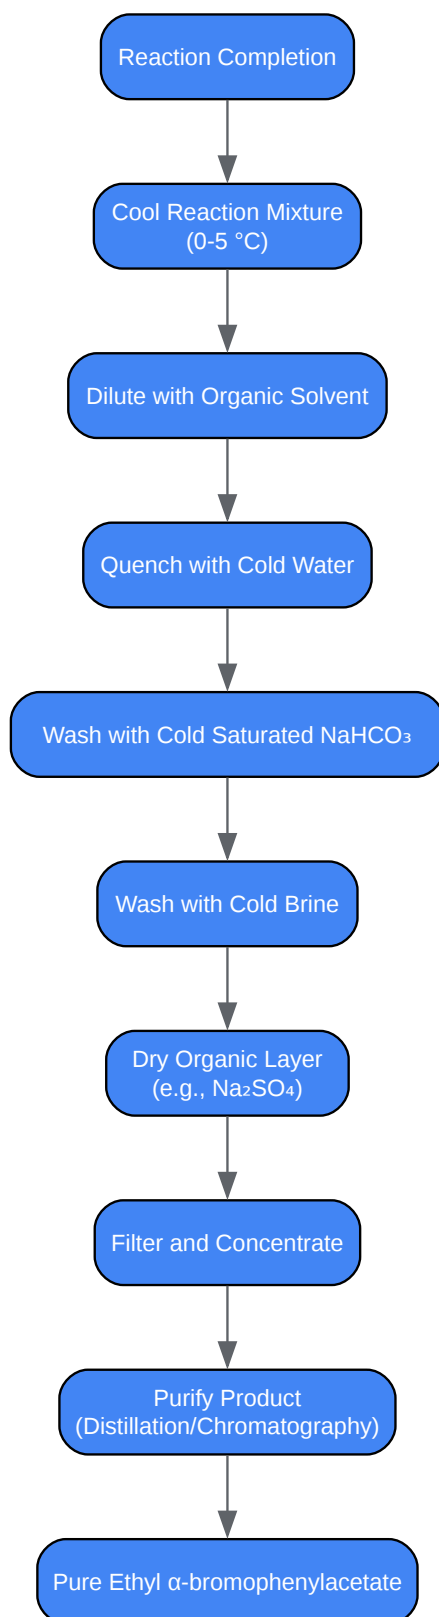 Reaction Completion
Cool Reaction Mixture
(0-5 °C)
Dilute with Organic Solvent
Quench with Cold Water
Wash with Cold Saturated NaHCO₃
Wash with Cold Brine
Dry Organic Layer
(e.g., Na₂SO₄)
Filter and Concentrate
Purify Product
(Distillation/Chromatography)
Pure Ethyl α-bromophenylacetate